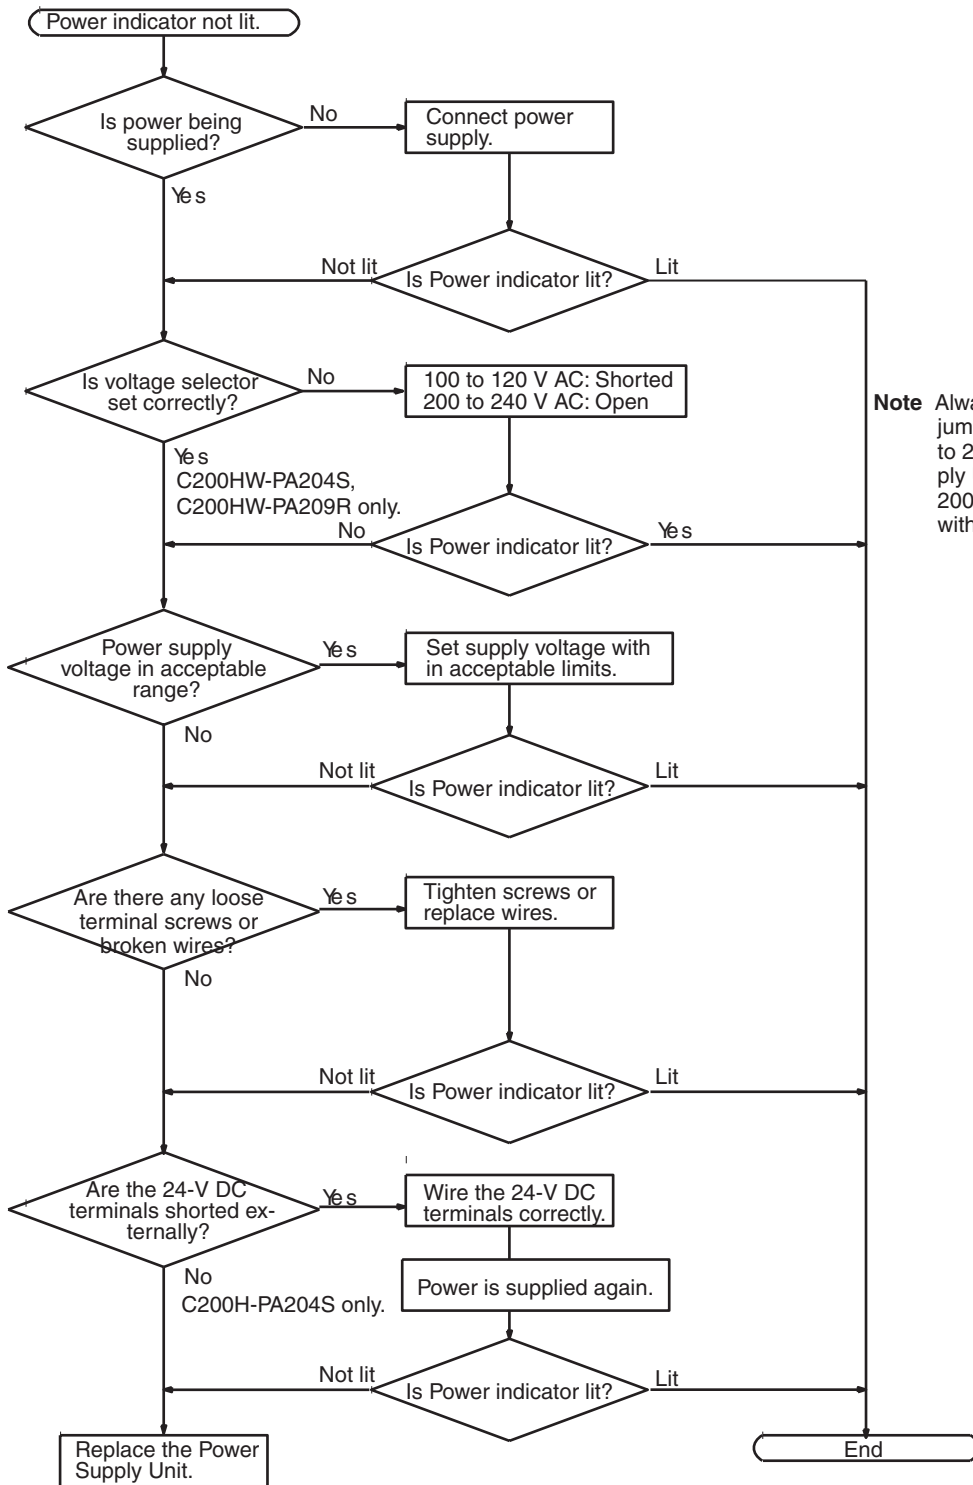 Power indicator not lit.
Is power being
supplied?
No
Connect power
supply.
Yes
Not lit
Is Power indicator lit?
Lit
Is voltage selector
set correctly?
No
100 to 120 V AC: Shorted
200 to 240 V AC: Open
Note
Yes
C200HW-PA204S,
C200HW-PA209R only.
to 2
ply
200
with
No
Is Power indicator lit?
Yes
Power supply
voltage in acceptable
range?
Yes
Set supply voltage with
in acceptable limits.
No
Not lit
Is Power indicator lit?
Lit
Are there any loose
terminal screws or
broken wires?
Yes
Tighten screws or
replace wires.
No
Not lit
Is Power indicator lit?
Lit
Are the 24-V DC
terminals shorted ex-
ternally?
Yes
Wire the 24-V DC
terminals correctly.
No
C200H-PA204S only.
Power is supplied again.
Not lit
Is Power indicator lit?
Lit
Replace the Power
Supply Unit.
End